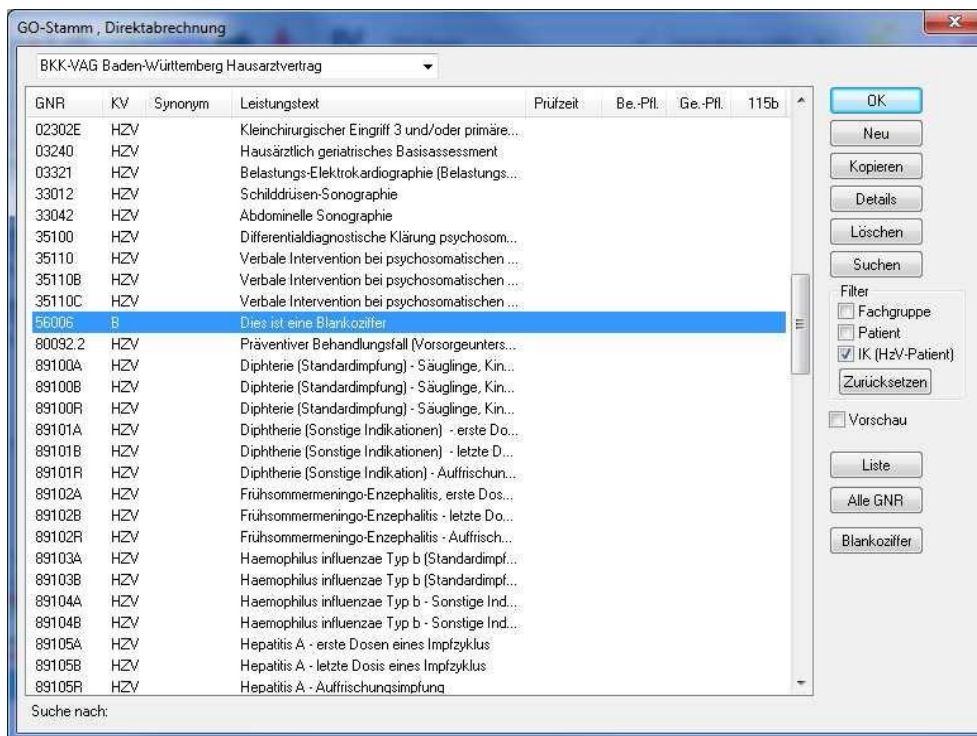 GO-Stamm , Direktabrechnung
BKK-VAG Baden-Württemberg Hausarztvertrag
GNR KV Synonym Leistungstext Prüfzeit Be.-Pfl. Ge.-Pfl. 115b
02302E HZV Kleinchirurgischer Eingriff 3 und/oder primäre...
03240 HZV Hausärztlich geriatrisches Basisassessment
03321 HZV Belastungs-Elektrokardiographie (Belastungs...
33012 HZV Schilddrüsen-Sonographie
33042 HZV Abdominelle Sonographie
35100 HZV Differentialdiagnostische Klärung psychosom...
35110 HZV Verbale Intervention bei psychosomatischen ...
35110B HZV Verbale Intervention bei psychosomatischen ...
35110C HZV Verbale Intervention bei psychosomatischen ...
56006 B Dies ist eine Blankoziffer
80092.2 HZV Präventiver Behandlungsfall (Vorsorgeunters...
89100A HZV Diphterie (Standardimpfung) - Säuglinge, Kin...
89100B HZV Diphterie (Standardimpfung) - Säuglinge, Kin...
89100R HZV Diphterie (Standardimpfung) - Säuglinge, Kin...
89101A HZV Diphtherie (Sonstige Indikationen)  - erste Do...
89101B HZV Diphtherie (Sonstige Indikationen)  - letzte D...
89101R HZV Diphtherie (Sonstige Indikation) - Auffrischun...
89102A HZV Frühsommermeningo-Enzephalitis, erste Dos...
89102B HZV Frühsommermeningo-Enzephalitis - letzte Do...
89102R HZV Frühsommermeningo-Enzephalitis - Auffrisch...
89103A HZV Haemophilus influenzae Typ b (Standardimpf...
89103B HZV Haemophilus influenzae Typ b (Standardimpf...
89104A HZV Haemophilus influenzae Typ b - Sonstige Ind...
89104B HZV Haemophilus influenzae Typ b - Sonstige Ind...
89105A HZV Hepatitis A - erste Dosen eines Impfzyklus
89105B HZV Hepatitis A - letzte Dosis eines Impfzyklus
89105R HZV Hepatitis A - Auffrischungsimpfung
Suche nach:
OK
Neu
Kopieren
Details
Löschen
Suchen
Filter
Fachgruppe
Patient
IK (HzV-Patient)
Zurücksetzen
Vorschau
Liste
Alle GNR
Blankoziffer